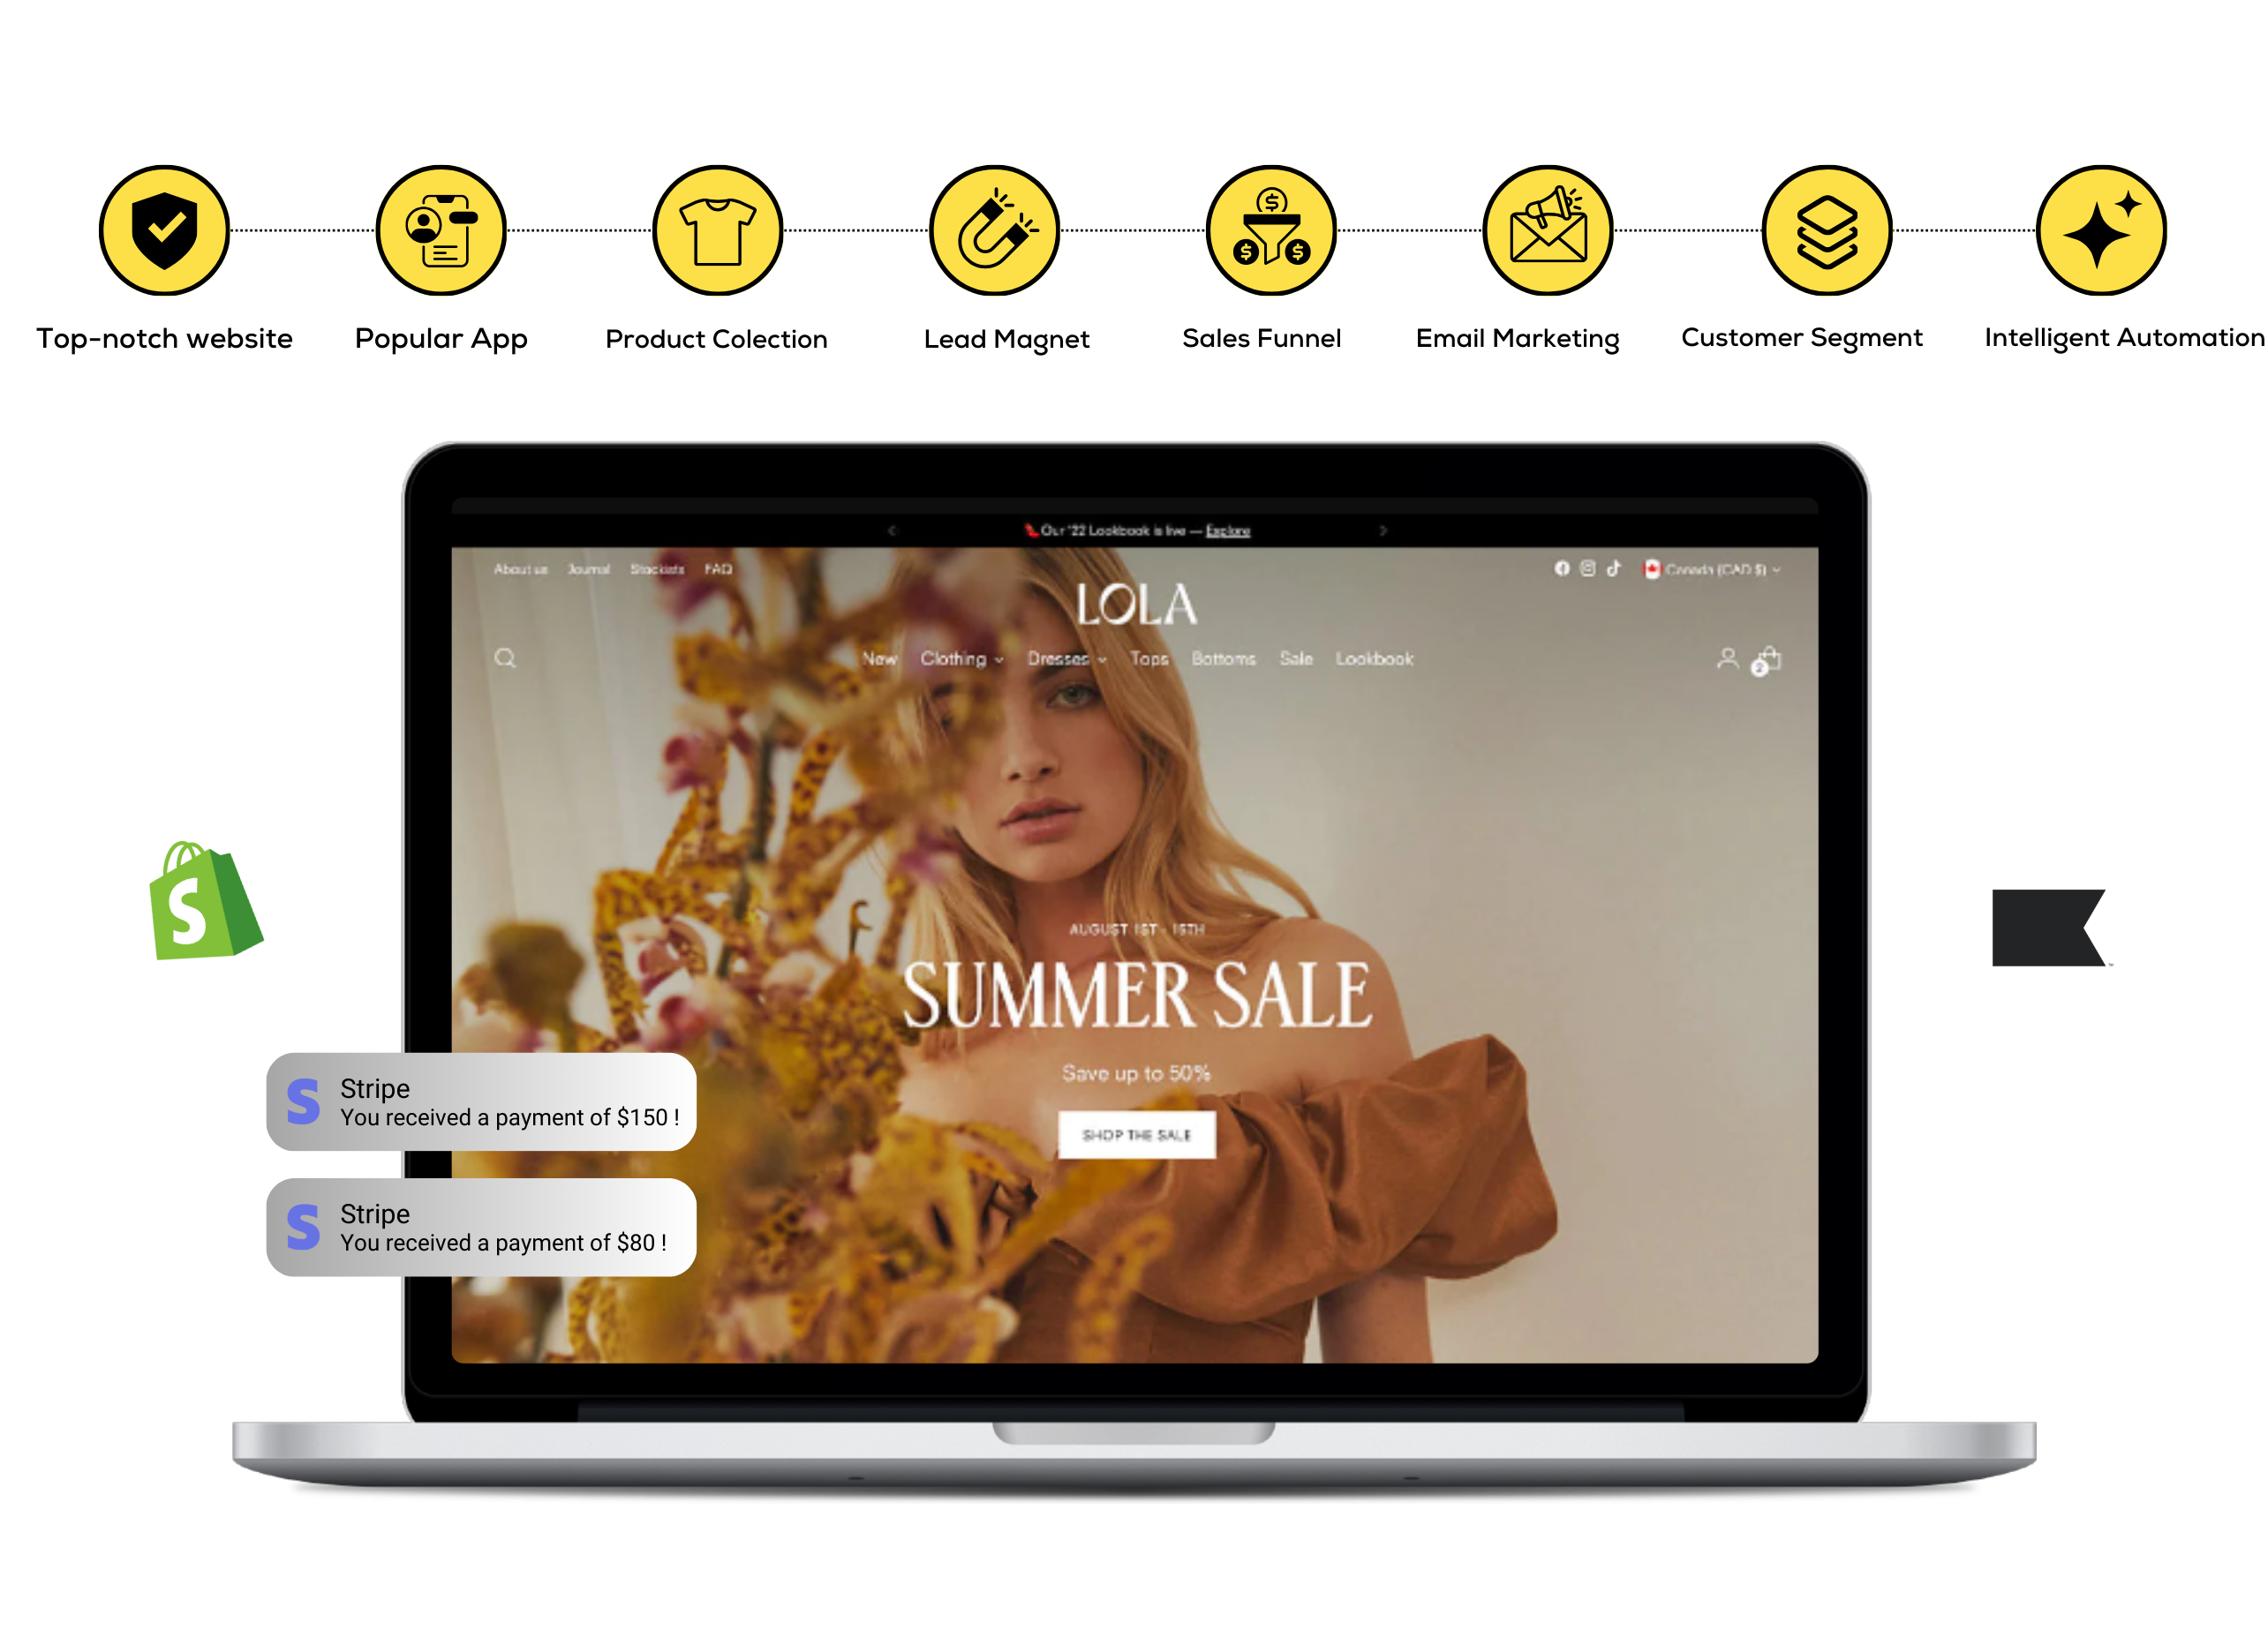 Top-notch website
Popular App
Product Colection
Lead Magnet
Sales Funnel
Email Marketing
Customer Segment
Intelligent Automation
Our '22 Lookbook is live — Explore
About us Journal Stockists FAQ
Canada (CAD $)
LOLA
New Clothing Dresses Tops Bottoms Sale Lookbook
2
AUGUST 1ST - 15TH
SUMMER SALE
Save up to 50%
SHOP THE SALE
Stripe
You received a payment of $150 !
Stripe
You received a payment of $80 !